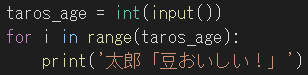 taros_age = int(input())
for i in range(taros_age):
    print('太郎「豆おいしい！」')